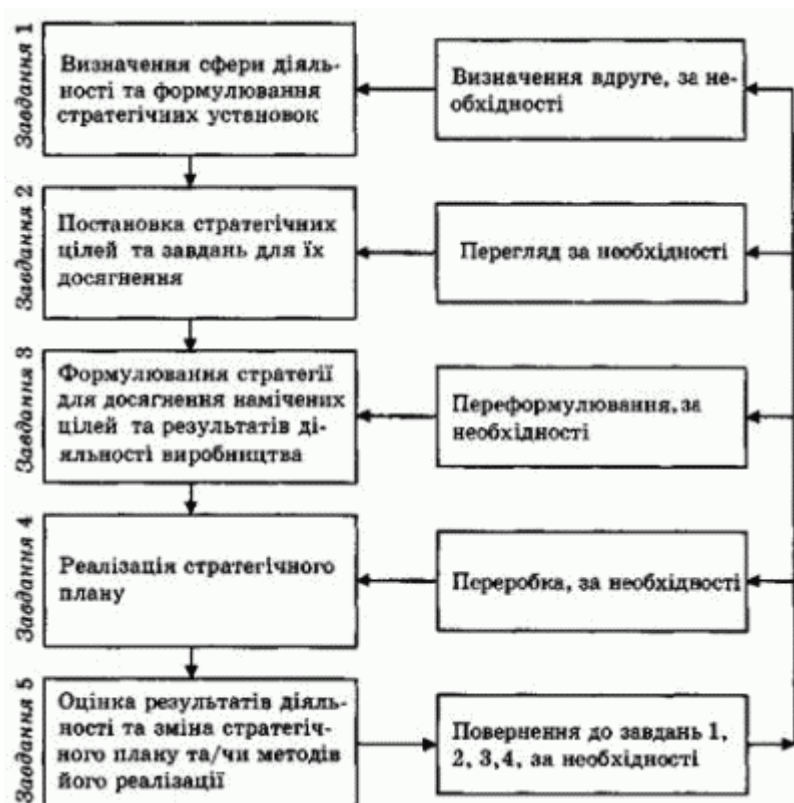 Завдання 1
Визначення сфери діяль-
ності та формулювання
стратегічних установок
Визначення вдруге, за не-
обхідності
Завдання 2
Постановка стратегічних
цілей та завдань для їх
досягнення
Перегляд за необхідності
Завдання 3
Формулювання стратегії
для досягнення намічених
цілей та результатів ді-
яльності виробництва
Переформулювання, за
необхідності
Завдання 4
Реалізація стратегічного
плану
Переробка, за необхідності
Завдання 5
Оцінка результатів діяль-
ності та зміна стратегіч-
ного плану та/чи методів
його реалізації
Повернення до завдань 1,
2, 3,4, за необхідності